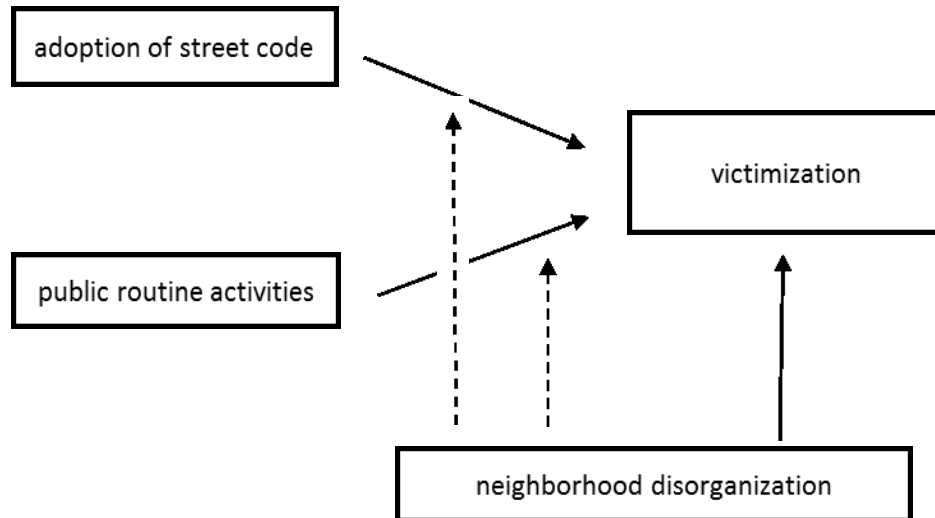 adoption of street code
victimization
public routine activities
neighborhood disorganization